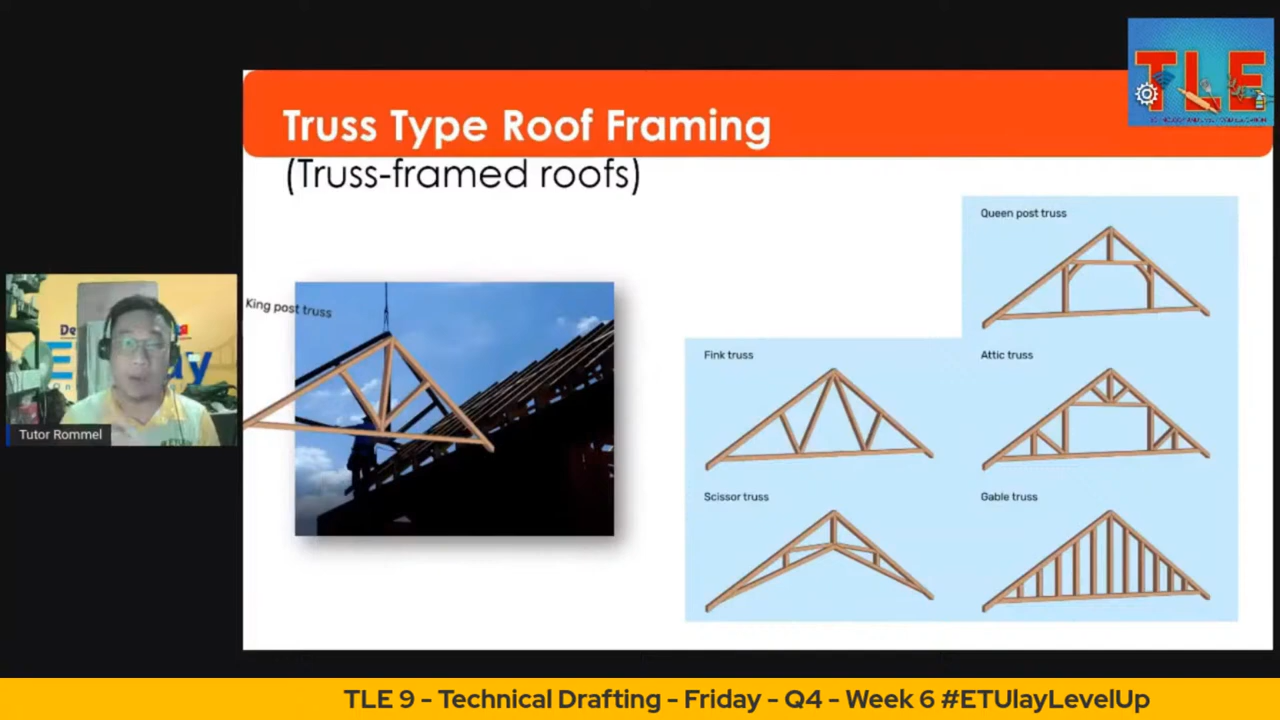 TLE
Truss Type Roof Framing
(Truss-framed roofs)
Queen post truss
King post truss
Fink truss
Attic truss
Scissor truss
Gable truss
Tutor Rommel
TLE 9 - Technical Drafting - Friday - Q4 - Week 6 #ETUlayLevelUp